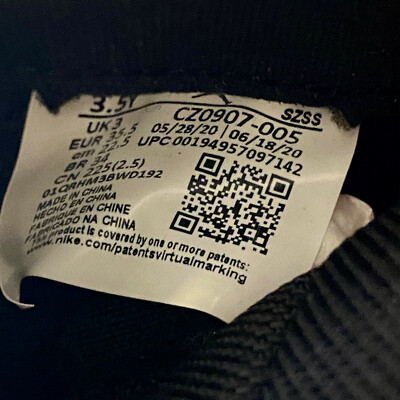 3.5Y
CZ0907-005
SZSS
UK 3
05/28/20 | 06/18/20
EUR 35.5
UPC 00194957097142
cm 22.5
BR 34
CN 225(2.5)
MADE IN CHINA
HECHO EN CHINA
FABRIQUE EN CHINE
FABRICADO NA CHINA
This product is covered by one or more patents:
www.nike.com/patentsvirtualmarking